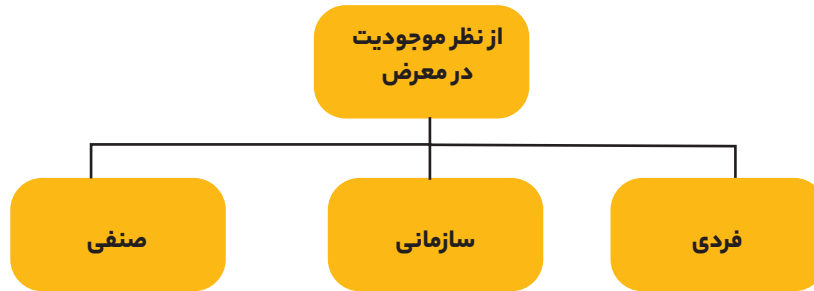 از نظر موجودیت
در معرض
فردی
سازمانی
صنفی